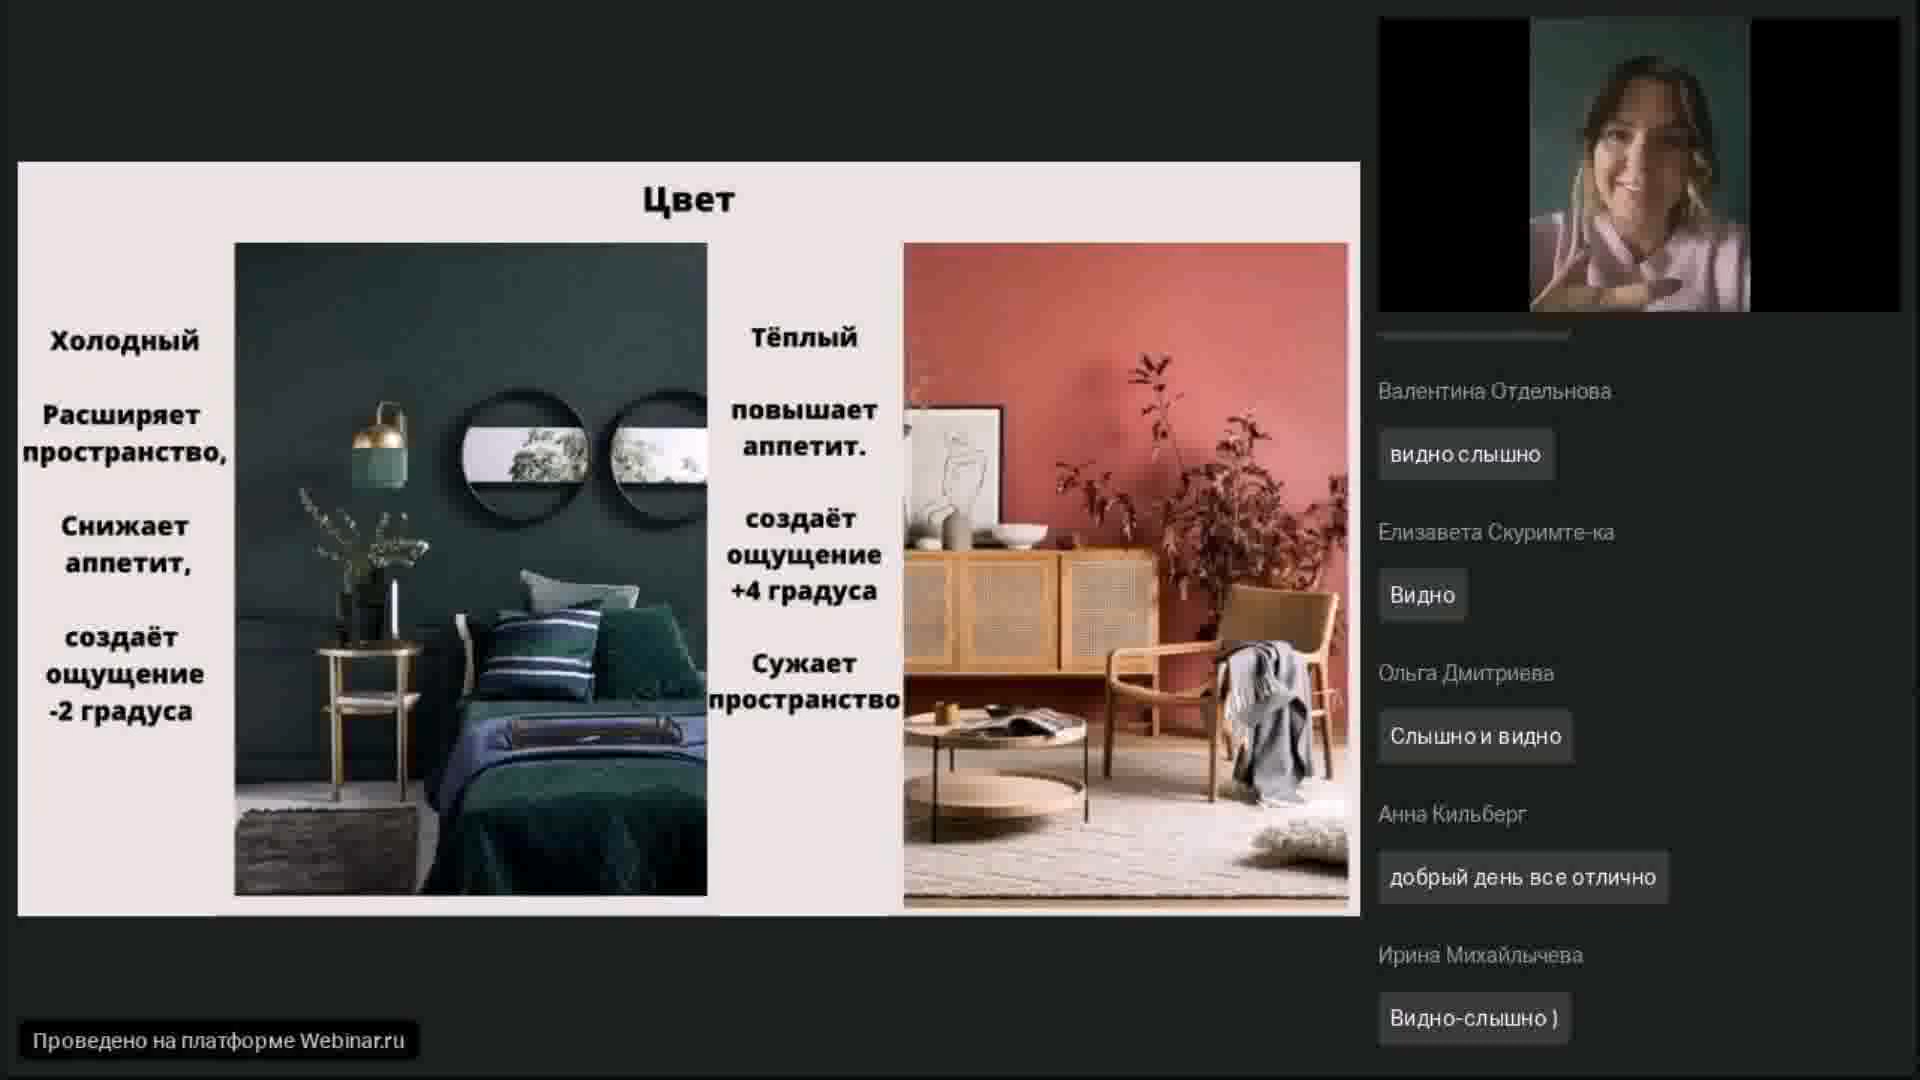 Цвет
Холодный
Расширяет
пространство,
Снижает
аппетит,
создаёт
ощущение
-2 градуса
Тёплый
повышает
аппетит.
создаёт
ощущение
+4 градуса
Сужает
пространство
Валентина Отдельнова
видно слышно
Елизавета Скуримте-ка
Видно
Ольга Дмитриева
Слышно и видно
Анна Кильберг
добрый день все отлично
Ирина Михайлычева
Видно-слышно )
Проведено на платформе Webinar.ru